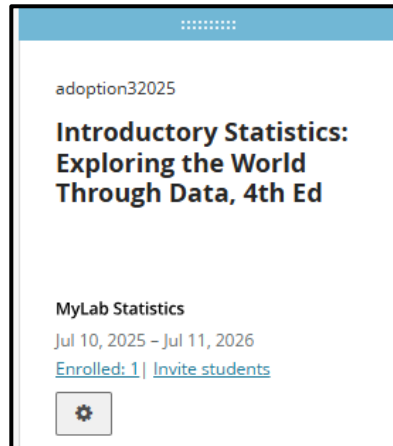 adoption32025
Introductory Statistics:
Exploring the World
Through Data, 4th Ed
MyLab Statistics
Jul 10, 2025 – Jul 11, 2026
Enrolled: 1| Invite students